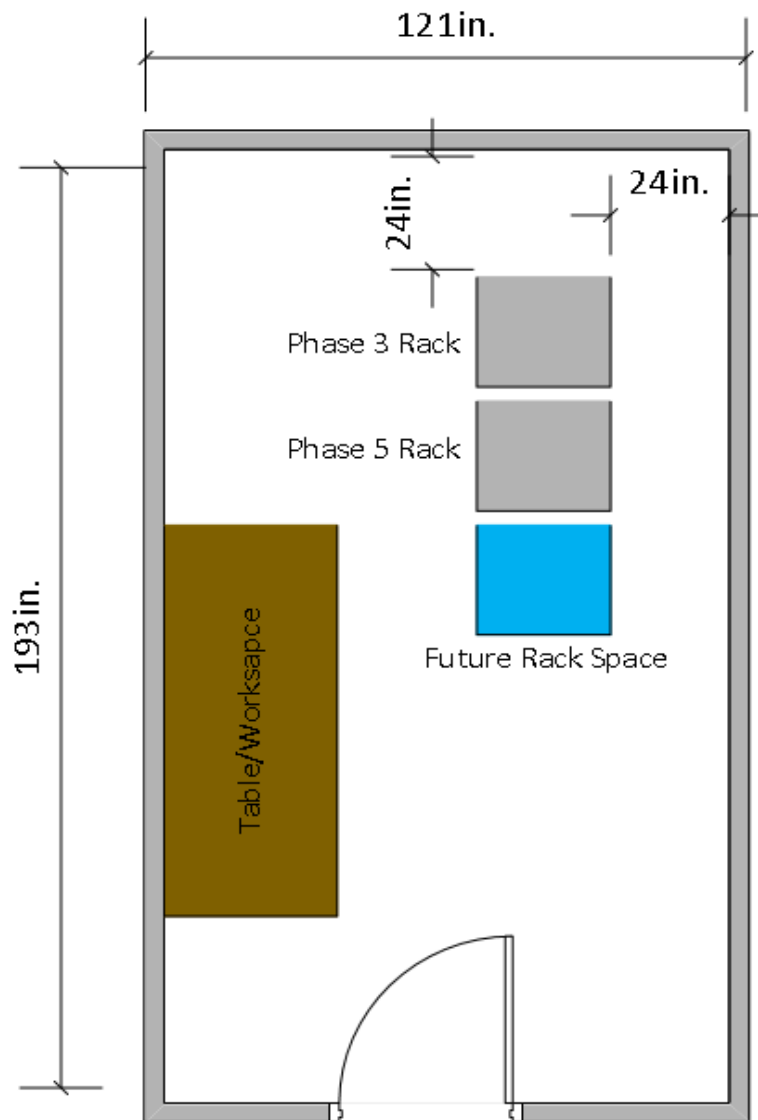 121in.
24in.
24in.
Phase 3 Rack
Phase 5 Rack
193in.
Table/Worksapce
Future Rack Space